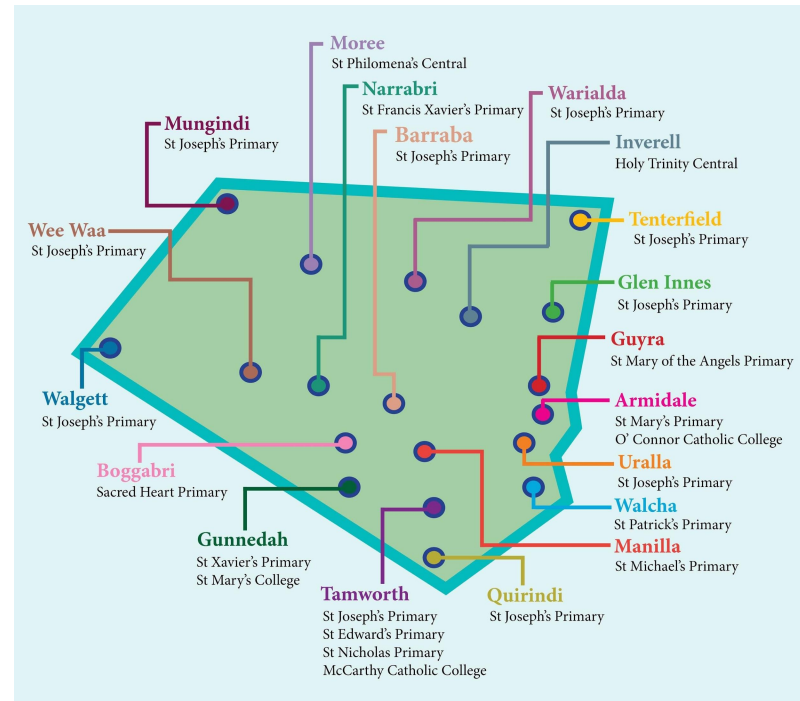 Moree
St Philomena's Central
Narrabri
St Francis Xavier's Primary
Warialda
St Joseph's Primary
Mungindi
St Joseph's Primary
Barraba
St Joseph's Primary
Inverell
Holy Trinity Central
Wee Waa
St Joseph's Primary
Tenterfield
St Joseph's Primary
Glen Innes
St Joseph's Primary
Guyra
St Mary of the Angels Primary
Walgett
St Joseph's Primary
Armidale
St Mary's Primary
O' Connor Catholic College
Boggabri
Sacred Heart Primary
Uralla
St Joseph's Primary
Walcha
St Patrick's Primary
Gunnedah
St Xavier's Primary
St Mary's College
Manilla
St Michael's Primary
Tamworth
St Joseph's Primary
St Edward's Primary
St Nicholas Primary
McCarthy Catholic College
Quirindi
St Joseph's Primary